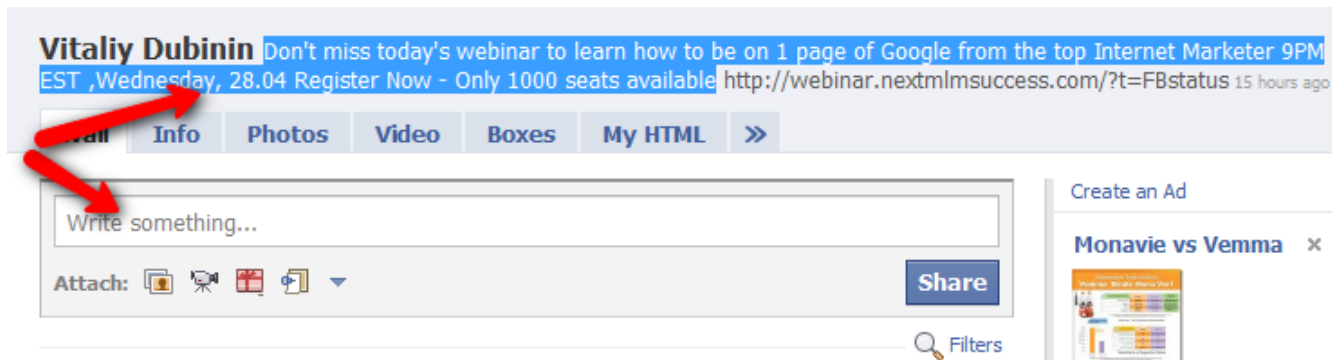 Vitaliy Dubinin Don't miss today's webinar to learn how to be on 1 page of Google from the top Internet Marketer 9PM
EST ,Wednesday, 28.04 Register Now - Only 1000 seats available http://webinar.nextmlmsuccess.com/?t=FBstatus 15 hours ago
Wall Info Photos Video Boxes My HTML »
Write something...
Attach:
Share
Filters
Create an Ad
Monavie vs Vemma ×